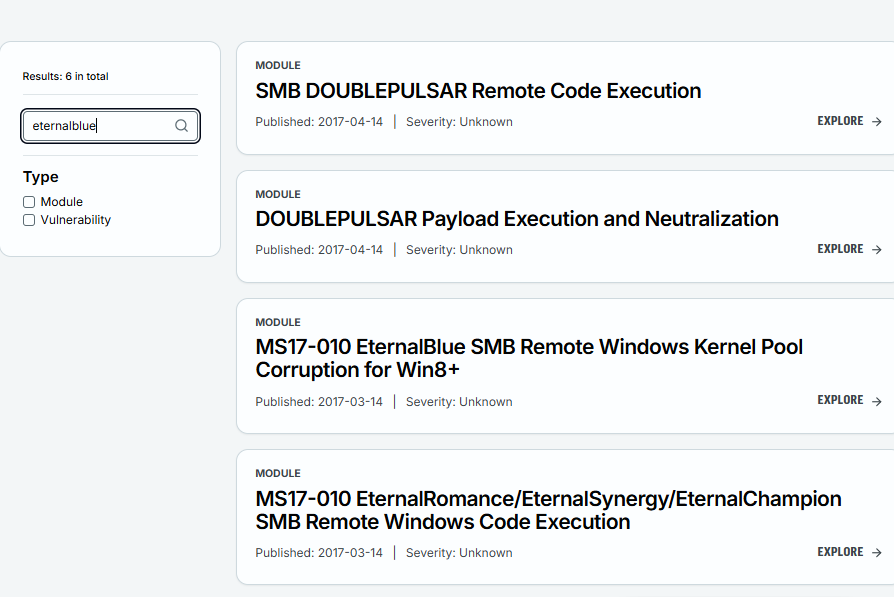 Results: 6 in total
eternalblue
Type
Module
Vulnerability
MODULE
SMB DOUBLEPULSAR Remote Code Execution
Published: 2017-04-14 | Severity: Unknown
EXPLORE →
MODULE
DOUBLEPULSAR Payload Execution and Neutralization
Published: 2017-04-14 | Severity: Unknown
EXPLORE →
MODULE
MS17-010 EternalBlue SMB Remote Windows Kernel Pool
Corruption for Win8+
Published: 2017-03-14 | Severity: Unknown
EXPLORE →
MODULE
MS17-010 EternalRomance/EternalSynergy/EternalChampion
SMB Remote Windows Code Execution
Published: 2017-03-14 | Severity: Unknown
EXPLORE →